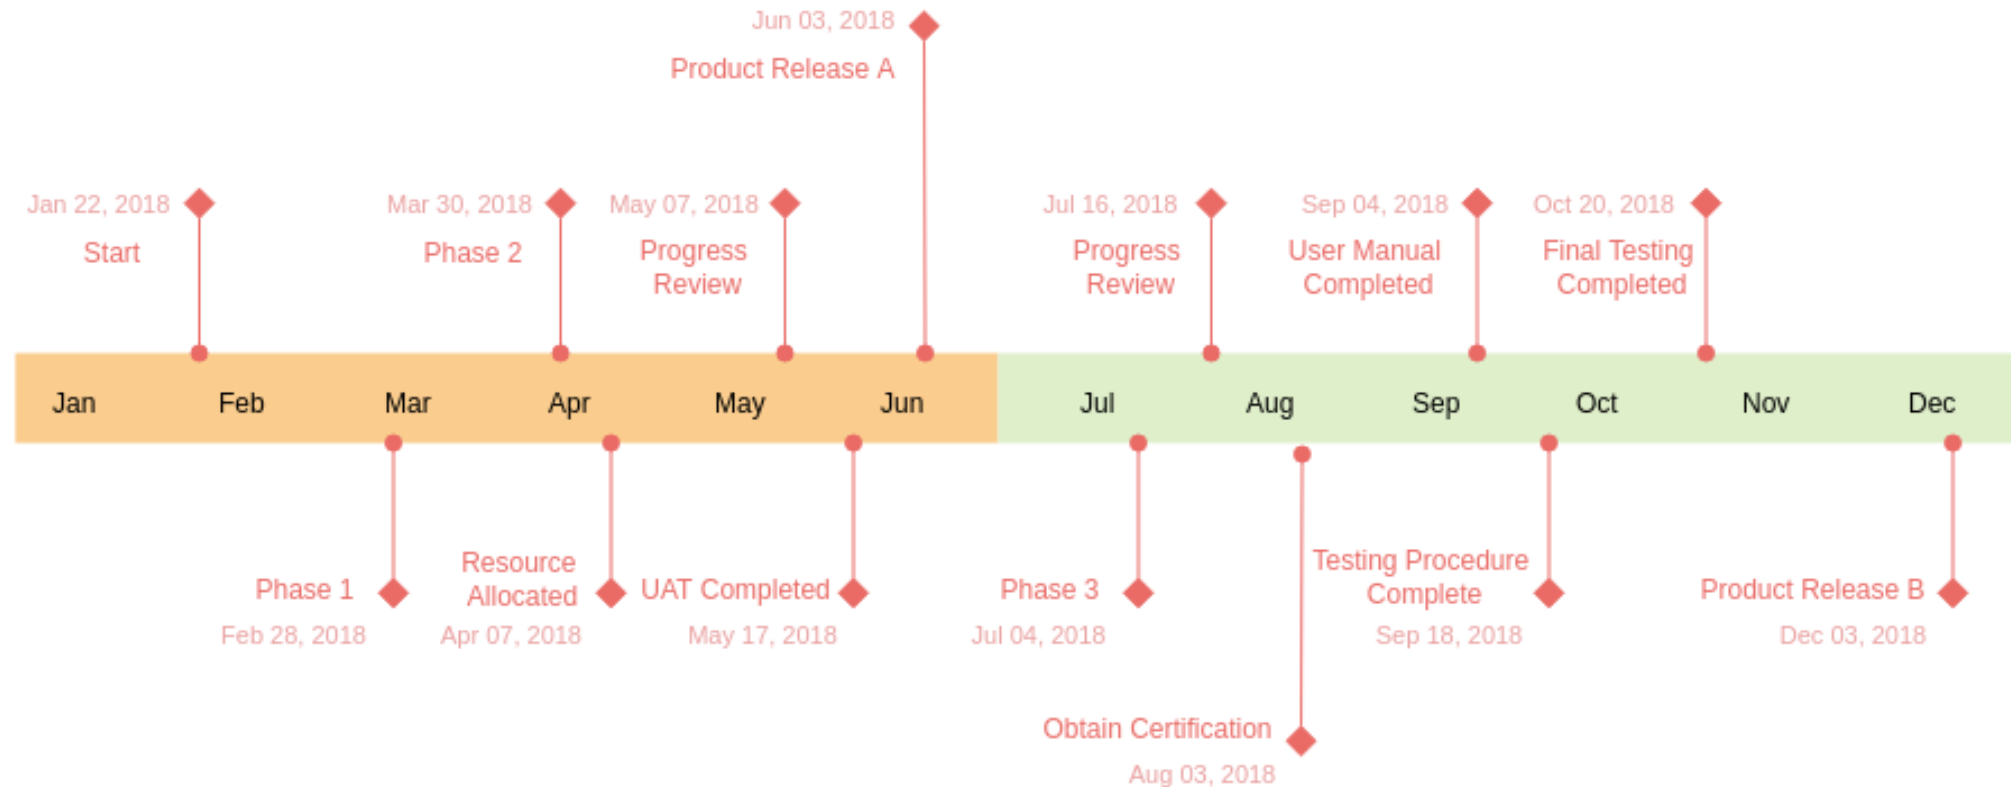 Jun 03, 2018
Product Release A
Jan 22, 2018
Start
Mar 30, 2018
Phase 2
May 07, 2018
Progress
Review
Jul 16, 2018
Progress
Review
Sep 04, 2018
User Manual
Completed
Oct 20, 2018
Final Testing
Completed
Jan Feb Mar Apr May Jun Jul Aug Sep Oct Nov Dec
Phase 1
Feb 28, 2018
Resource
Allocated
Apr 07, 2018
UAT Completed
May 17, 2018
Phase 3
Jul 04, 2018
Testing Procedure
Complete
Sep 18, 2018
Product Release B
Dec 03, 2018
Obtain Certification
Aug 03, 2018